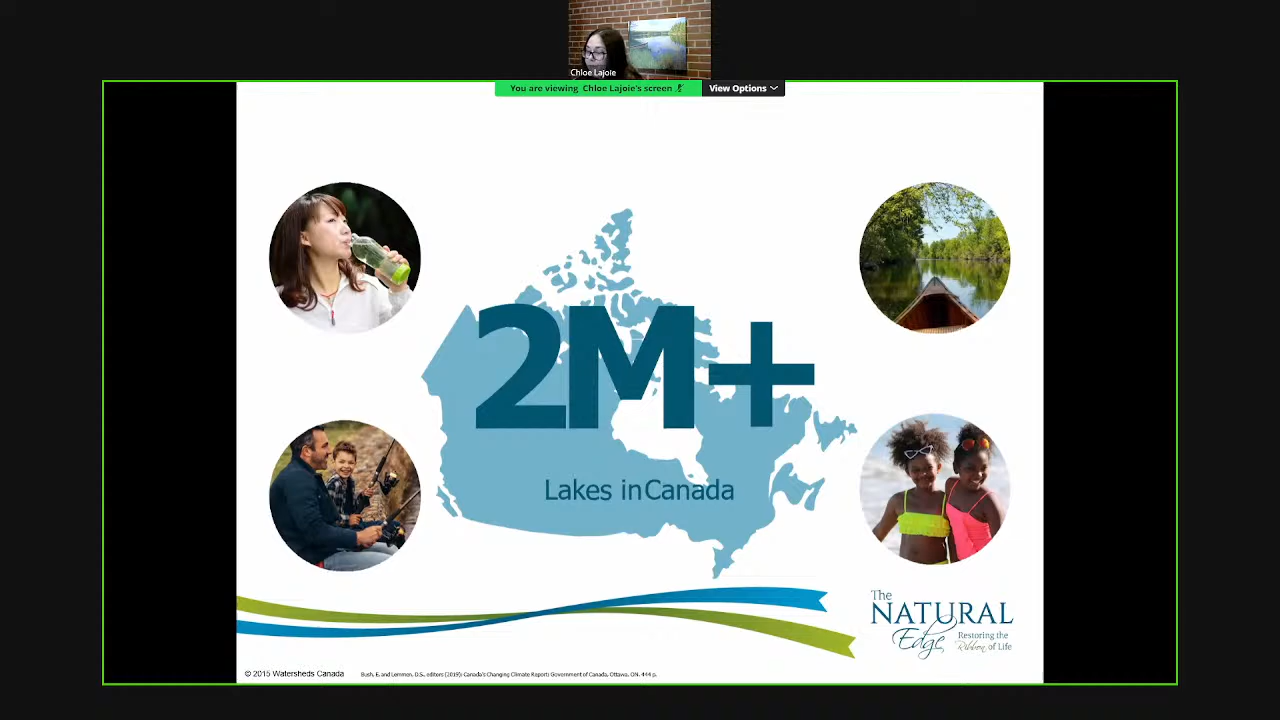 Chloe Lajoie
You are viewing Chloe Lajoie's screen
View Options
2M+
Lakes in Canada
The
NATURAL
Edge
Restoring the
Ribbon of Life
© 2015 Watersheds Canada
Bush, E. and Lemmen, D.S., editors (2019): Canada's Changing Climate Report; Government of Canada, Ottawa, ON. 444 p.